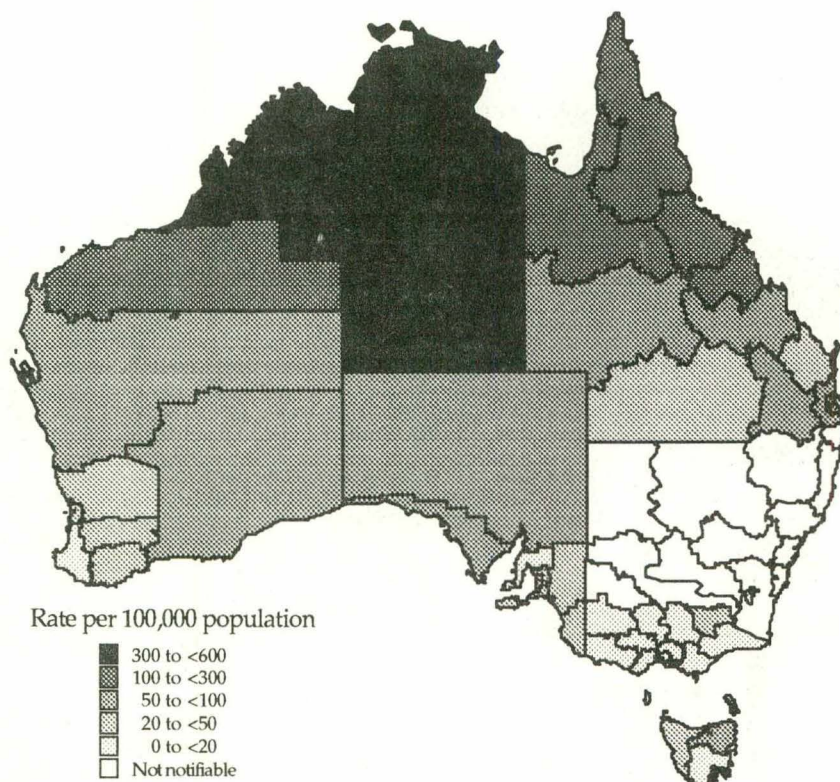 Rate per 100,000 population
300 to <600
100 to <300
50 to <100
20 to <50
0 to <20
Not notifiable